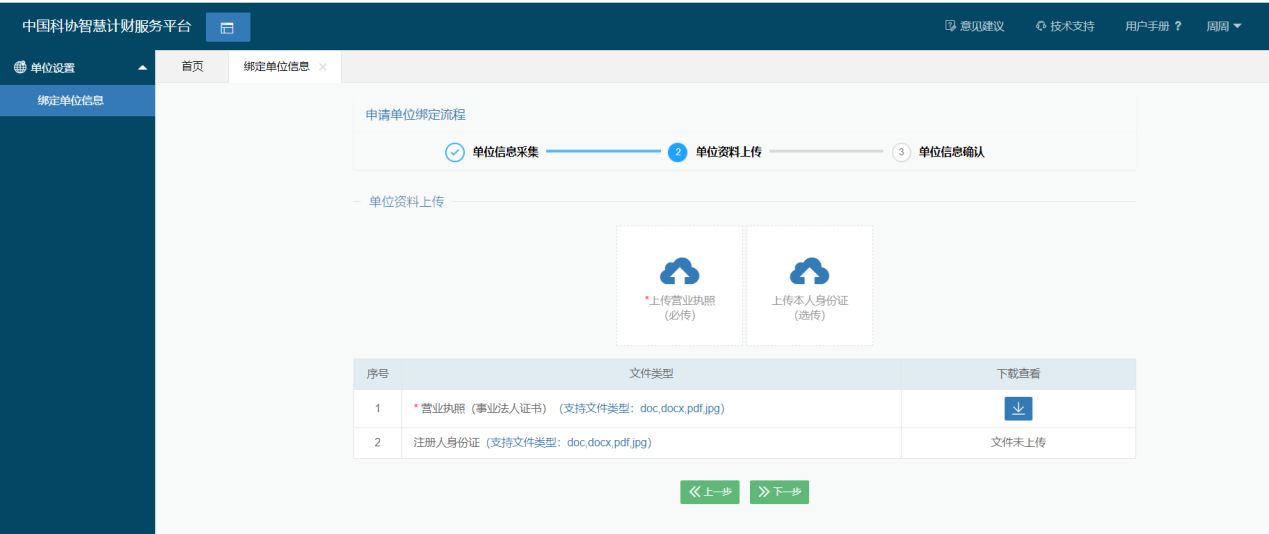 中国科协智慧计财服务平台
意见建议 技术支持 用户手册 ? 周周
单位设置
首页 绑定单位信息 ×
绑定单位信息
申请单位绑定流程
单位信息采集 2 单位资料上传 3 单位信息确认
单位资料上传
*上传营业执照
(必传)
上传本人身份证
(选传)
序号 文件类型 下载查看
1 * 营业执照（事业法人证书）（支持文件类型：doc,docx,pdf,jpg）
2 注册人身份证（支持文件类型：doc,docx,pdf,jpg） 文件未上传
上一步 下一步